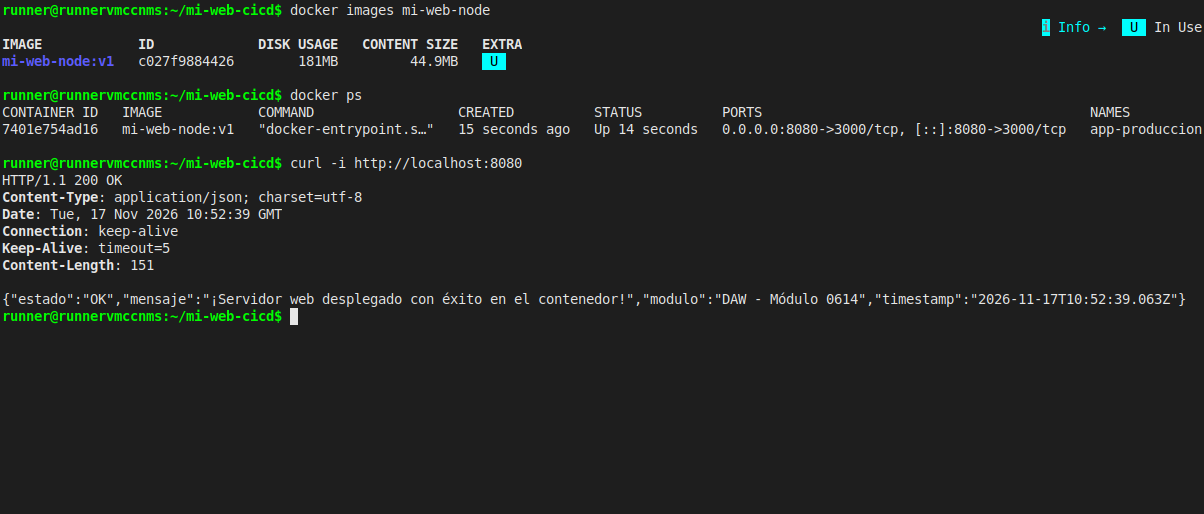 runner@runnervmccnms:~/mi-web-cicd$ docker images mi-web-node
i Info → U In Use
IMAGE ID DISK USAGE CONTENT SIZE EXTRA
mi-web-node:v1 c027f9884426 181MB 44.9MB U
runner@runnervmccnms:~/mi-web-cicd$ docker ps
CONTAINER ID IMAGE COMMAND CREATED STATUS PORTS NAMES
7401e754ad16 mi-web-node:v1 "docker-entrypoint.s…" 15 seconds ago Up 14 seconds 0.0.0.0:8080->3000/tcp, [::]:8080->3000/tcp app-produccion
runner@runnervmccnms:~/mi-web-cicd$ curl -i http://localhost:8080
HTTP/1.1 200 OK
Content-Type: application/json; charset=utf-8
Date: Tue, 17 Nov 2026 10:52:39 GMT
Connection: keep-alive
Keep-Alive: timeout=5
Content-Length: 151
{"estado":"OK","mensaje":"¡Servidor web desplegado con éxito en el contenedor!","modulo":"DAW - Módulo 0614","timestamp":"2026-11-17T10:52:39.063Z"}
runner@runnervmccnms:~/mi-web-cicd$